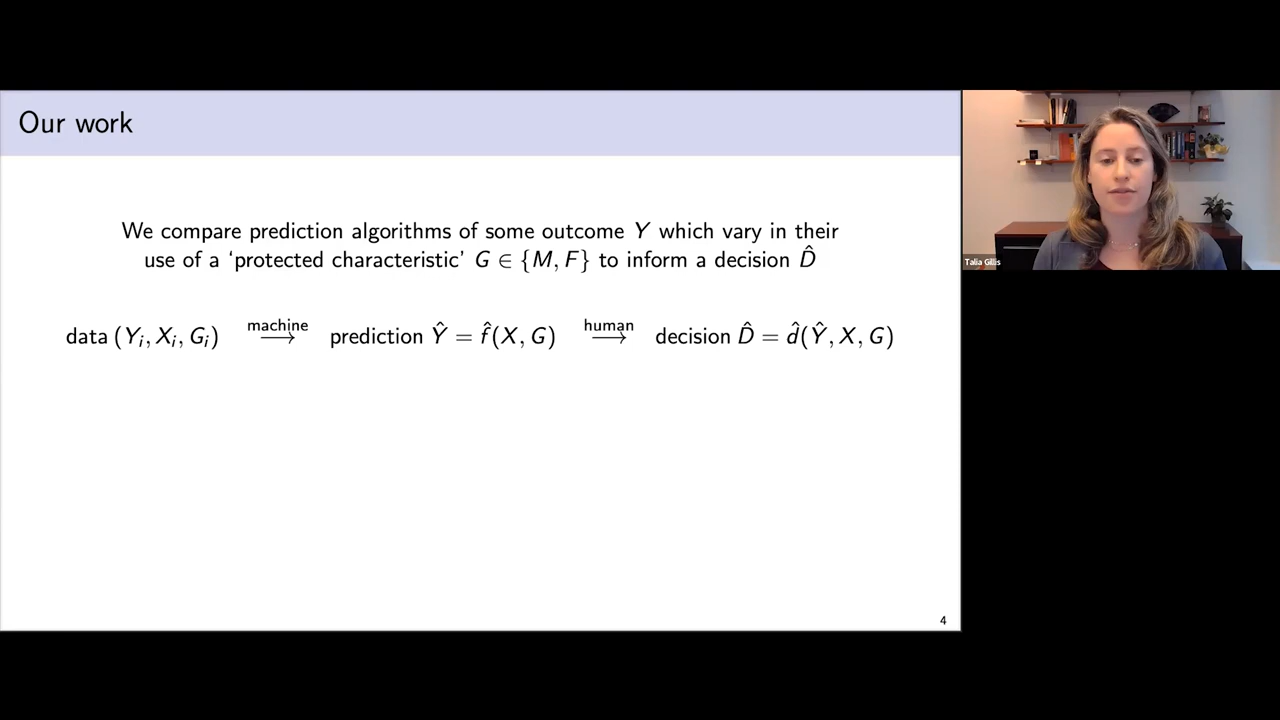 Our work
We compare prediction algorithms of some outcome Y which vary in their
use of a ‘protected characteristic’ G ∈ {M, F} to inform a decision D̂
data (Yᵢ, Xᵢ, Gᵢ) machine ⟶ prediction Ŷ = f̂(X, G) human ⟶ decision D̂ = d̂(Ŷ, X, G)
4
Talia Gillis